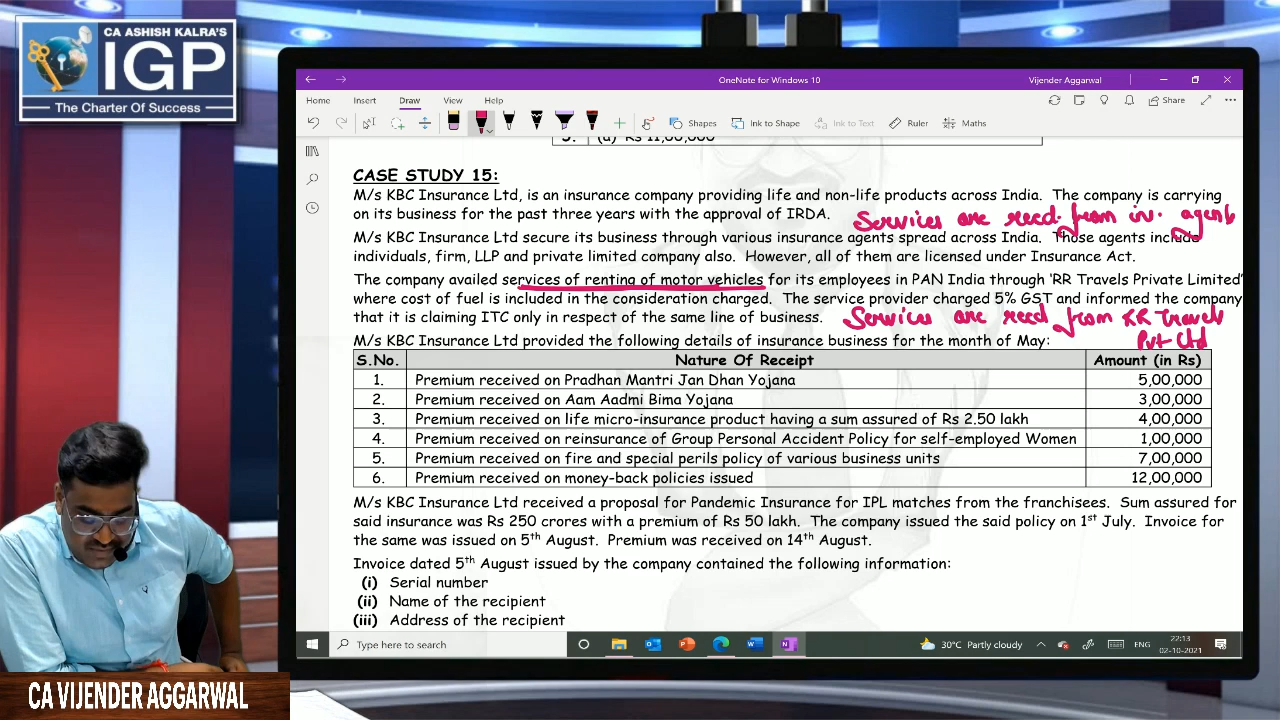 CA ASHISH KALRA'S
IGP
The Charter Of Success
OneNote for Windows 10
Vijender Aggarwal
Home Insert Draw View Help
Share
Shapes
Ink to Shape
Ink to Text
Ruler
Maths
CASE STUDY 15:
M/s KBC Insurance Ltd, is an insurance company providing life and non-life products across India. The company is carrying
on its business for the past three years with the approval of IRDA.
Services are recd. from in. agents
M/s KBC Insurance Ltd secure its business through various insurance agents spread across India. Those agents include
individuals, firm, LLP and private limited company also. However, all of them are licensed under Insurance Act.
The company availed services of renting of motor vehicles for its employees in PAN India through 'RR Travels Private Limited'
where cost of fuel is included in the consideration charged. The service provider charged 5% GST and informed the company
that it is claiming ITC only in respect of the same line of business.
Services are recd from RR Travels
Pvt Ltd
M/s KBC Insurance Ltd provided the following details of insurance business for the month of May:
S.No. Nature Of Receipt Amount (in Rs)
1. Premium received on Pradhan Mantri Jan Dhan Yojana 5,00,000
2. Premium received on Aam Aadmi Bima Yojana 3,00,000
3. Premium received on life micro-insurance product having a sum assured of Rs 2.50 lakh 4,00,000
4. Premium received on reinsurance of Group Personal Accident Policy for self-employed Women 1,00,000
5. Premium received on fire and special perils policy of various business units 7,00,000
6. Premium received on money-back policies issued 12,00,000
M/s KBC Insurance Ltd received a proposal for Pandemic Insurance for IPL matches from the franchisees. Sum assured for
said insurance was Rs 250 crores with a premium of Rs 50 lakh. The company issued the said policy on 1st July. Invoice for
the same was issued on 5th August. Premium was received on 14th August.
Invoice dated 5th August issued by the company contained the following information:
(i) Serial number
(ii) Name of the recipient
(iii) Address of the recipient
Type here to search
30°C Partly cloudy
ENG
22:13
02-10-2021
CA VIJENDER AGGARWAL